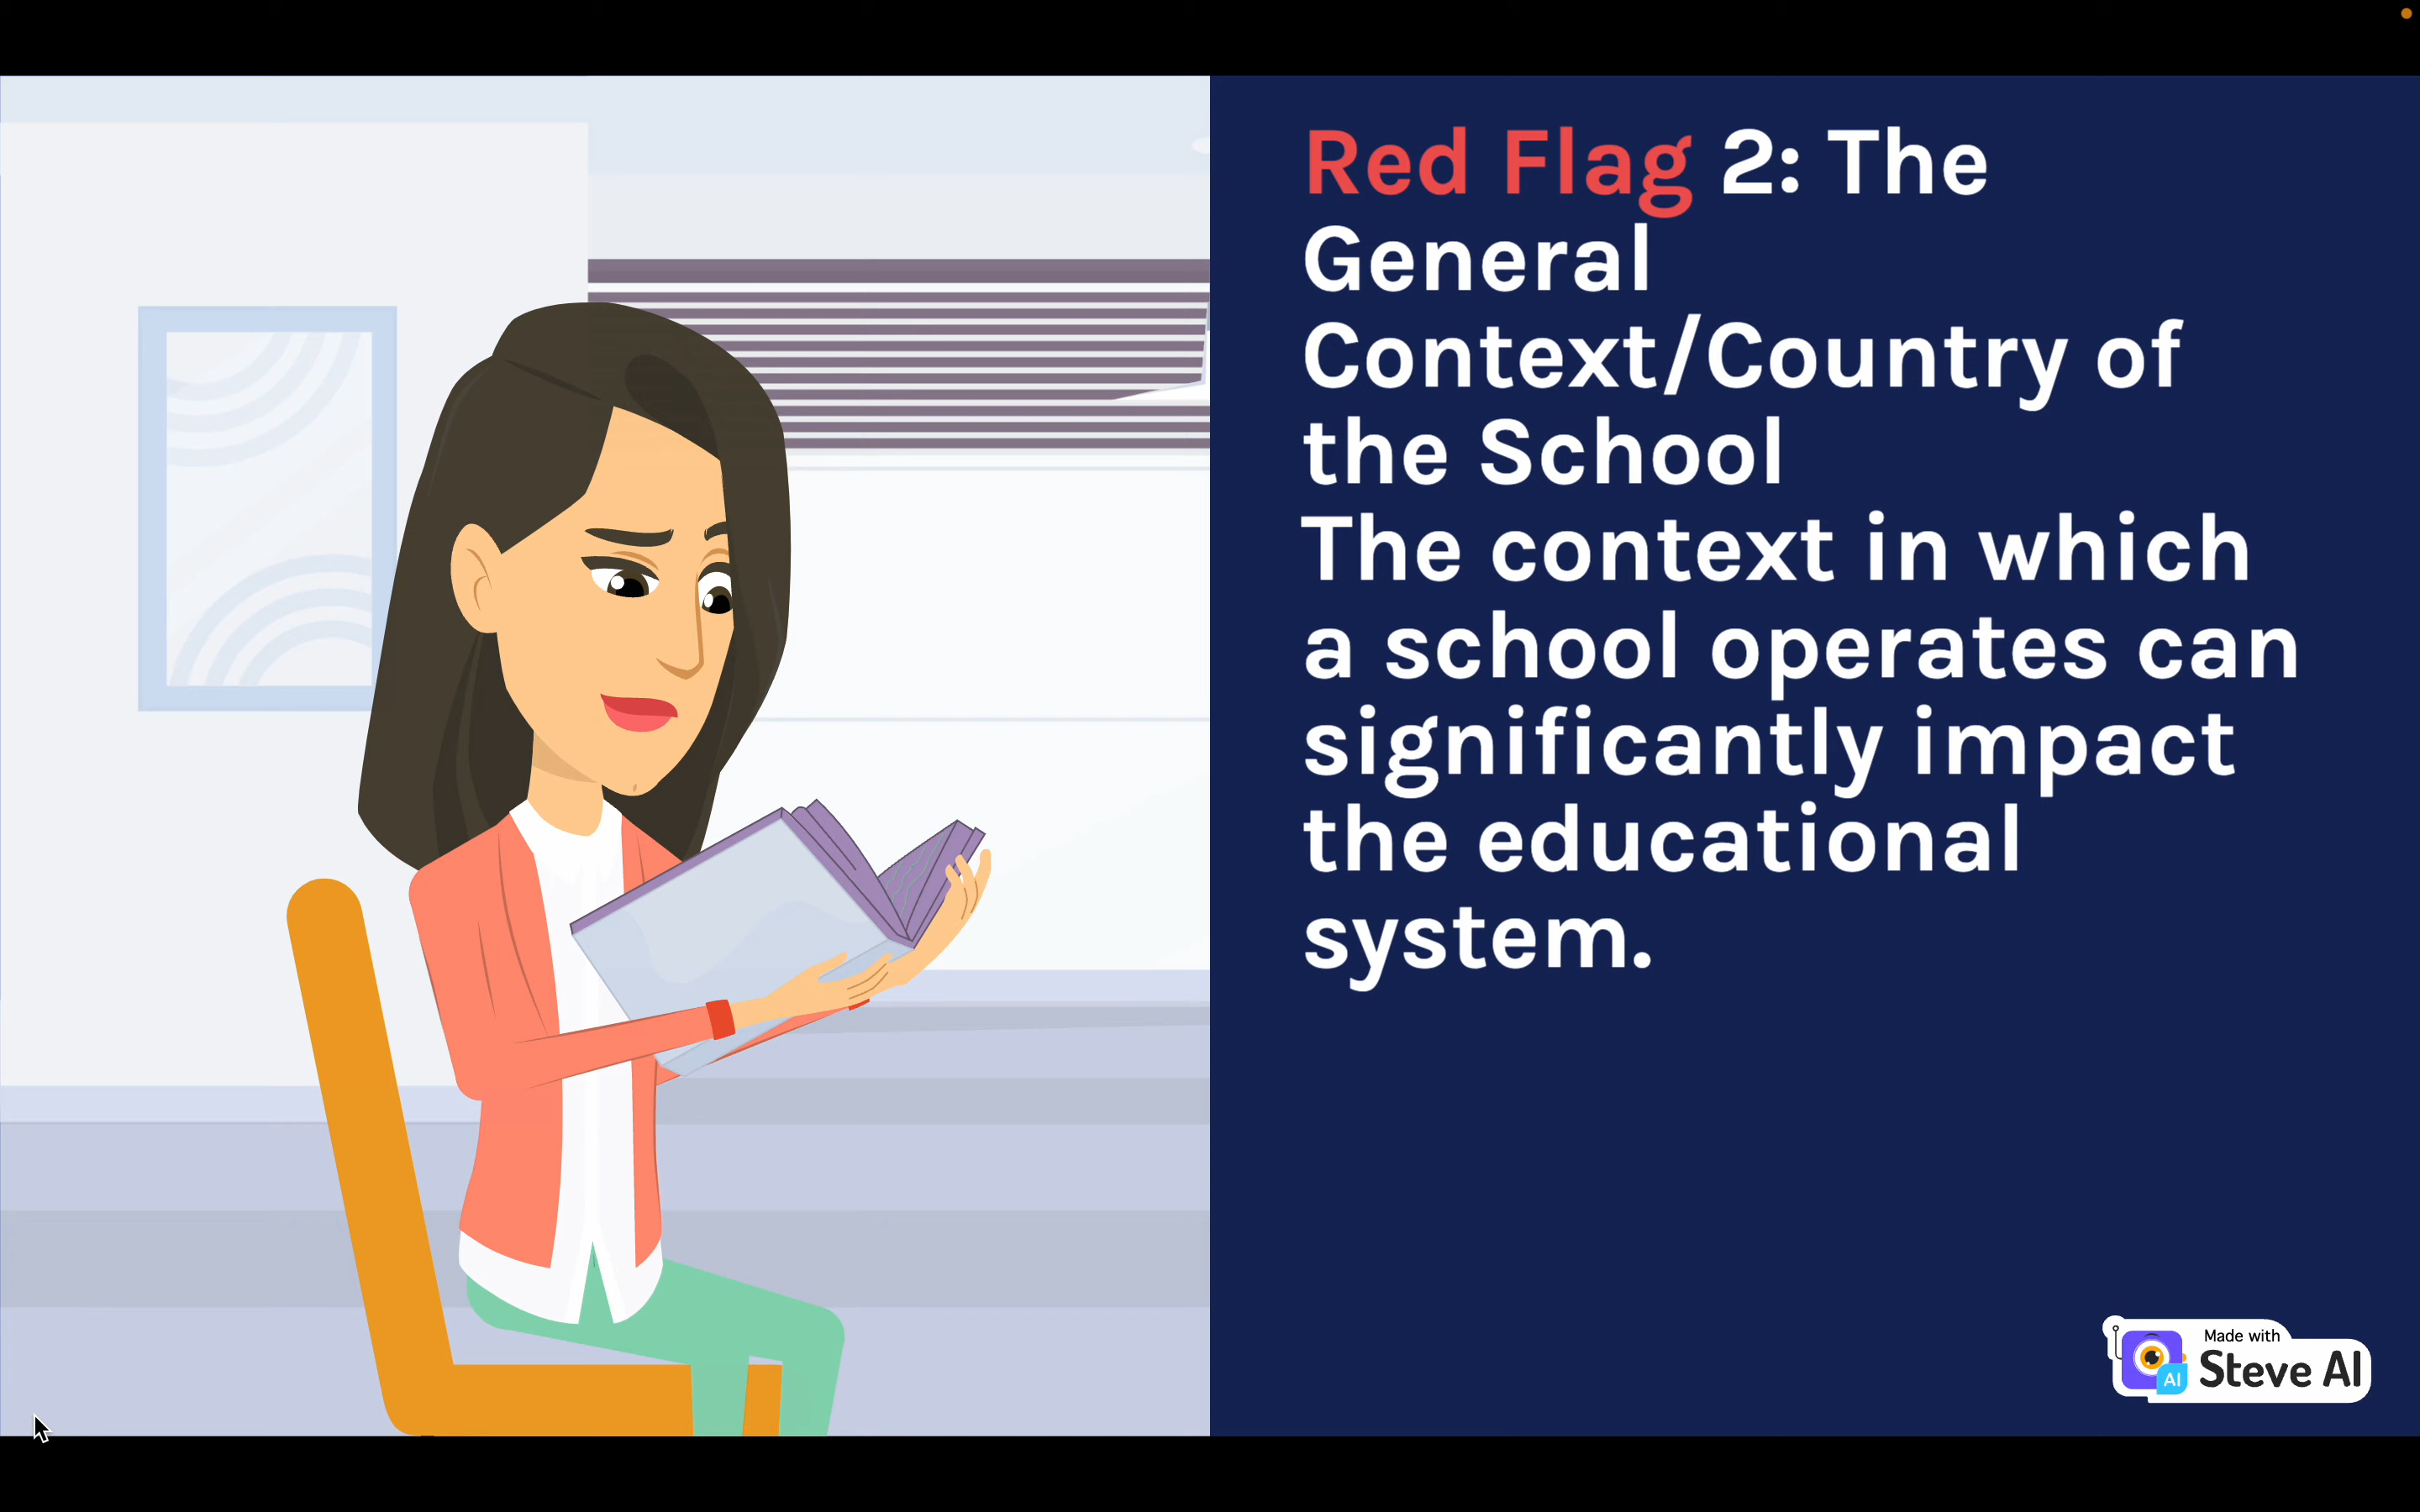 Red Flag 2: The
General
Context/Country of
the School
The context in which
a school operates can
significantly impact
the educational
system.
Made with
Steve AI
AI